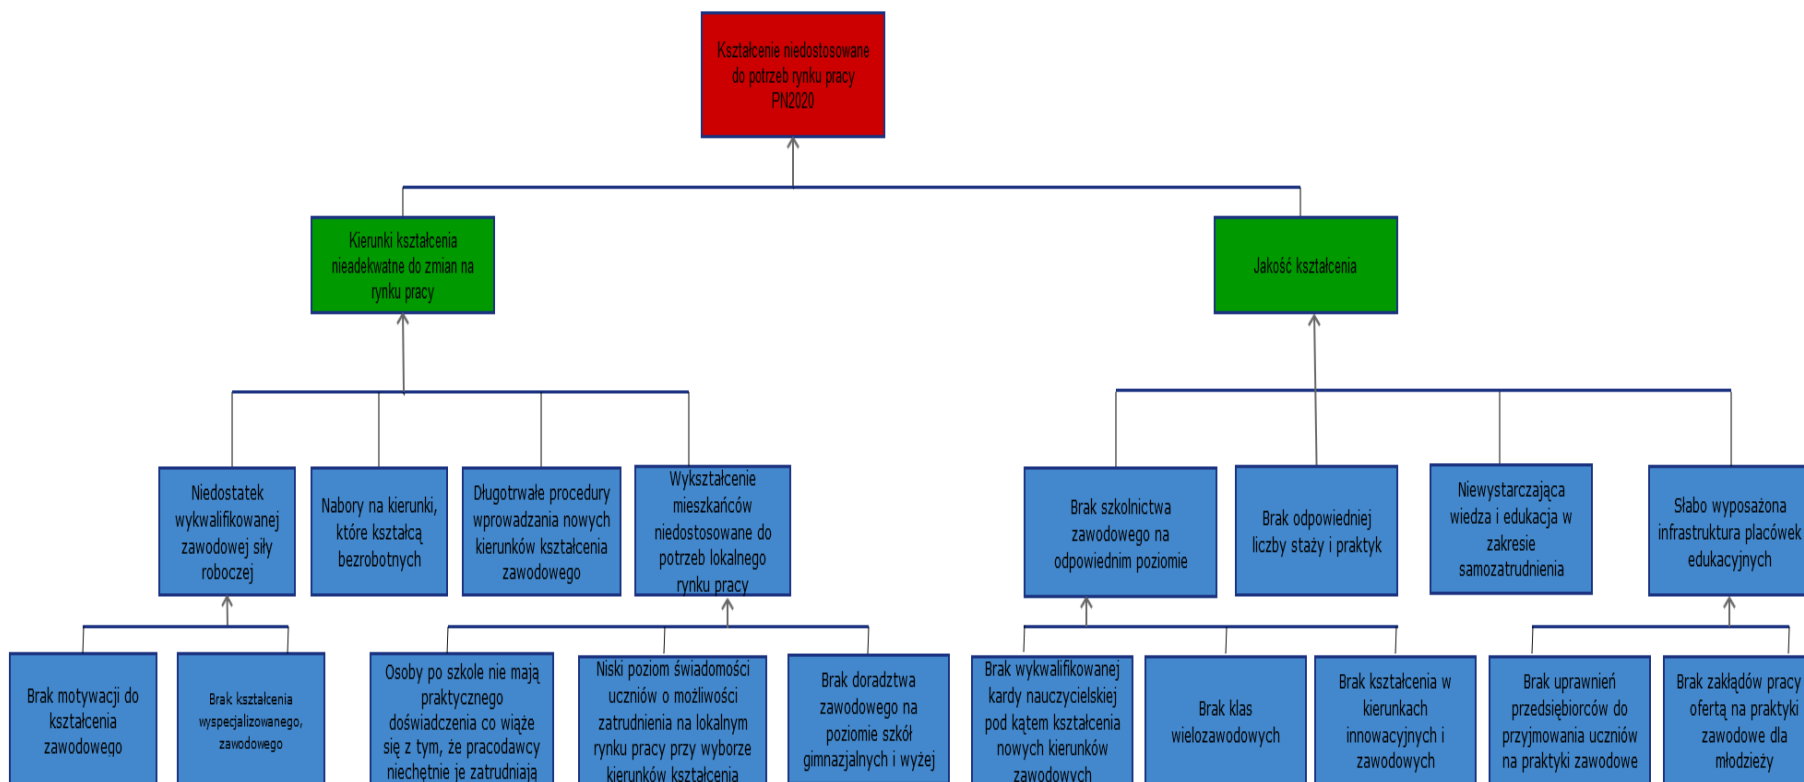 Kształcenie niedostosowane
do potrzeb rynku pracy
PN2020
Kierunki kształcenia
nieadekwatne do zmian na
rynku pracy
Jakość kształcenia
Niedostatek
wykwalifikowanej
zawodowej siły
roboczej
Nabory na kierunki,
które kształcą
bezrobotnych
Długotrwałe procedury
wprowadzania nowych
kierunków kształcenia
zawodowego
Wykształcenie
mieszkańców
niedostosowane do
potrzeb lokalnego
rynku pracy
Brak szkolnictwa
zawodowego na
odpowiednim poziomie
Brak odpowiedniej
liczby staży i praktyk
Niewystarczająca
wiedza i edukacja w
zakresie
samozatrudnienia
Słabo wyposażona
infrastruktura placówek
edukacyjnych
Brak motywacji do
kształcenia
zawodowego
Brak kształcenia
wyspecjalizowanego,
zawodowego
Osoby po szkole nie mają
praktycznego
doświadczenia co wiąże
się z tym, że pracodawcy
niechętnie je zatrudniają
Niski poziom świadomości
uczniów o możliwości
zatrudnienia na lokalnym
rynku pracy przy wyborze
kierunków kształcenia
Brak doradztwa
zawodowego na
poziomie szkół
gimnazjalnych i wyżej
Brak wykwalifikowanej
kardy nauczycielskiej
pod kątem kształcenia
nowych kierunków
zawodowych
Brak klas
wielozawodowych
Brak kształcenia w
kierunkach
innowacyjnych i
zawodowych
Brak uprawnień
przedsiębiorców do
przyjmowania uczniów
na praktyki zawodowe
Brak zakłądów pracy
ofertą na praktyki
zawodowe dla
młodzieży